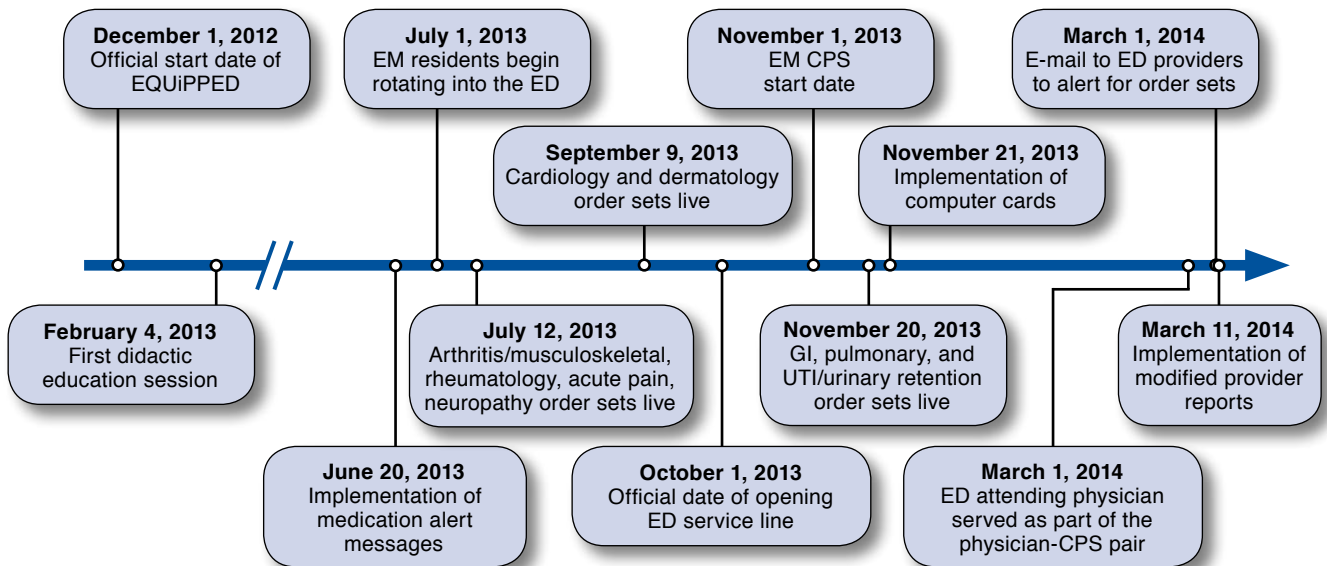 December 1, 2012
Official start date of
EQUiPPED
July 1, 2013
EM residents begin
rotating into the ED
November 1, 2013
EM CPS
start date
March 1, 2014
E-mail to ED providers
to alert for order sets
September 9, 2013
Cardiology and dermatology
order sets live
November 21, 2013
Implementation of
computer cards
February 4, 2013
First didactic
education session
July 12, 2013
Arthritis/musculoskeletal,
rheumatology, acute pain,
neuropathy order sets live
November 20, 2013
GI, pulmonary, and
UTI/urinary retention
order sets live
March 11, 2014
Implementation of
modified provider
reports
June 20, 2013
Implementation of
medication alert
messages
October 1, 2013
Official date of opening
ED service line
March 1, 2014
ED attending physician
served as part of the
physician-CPS pair